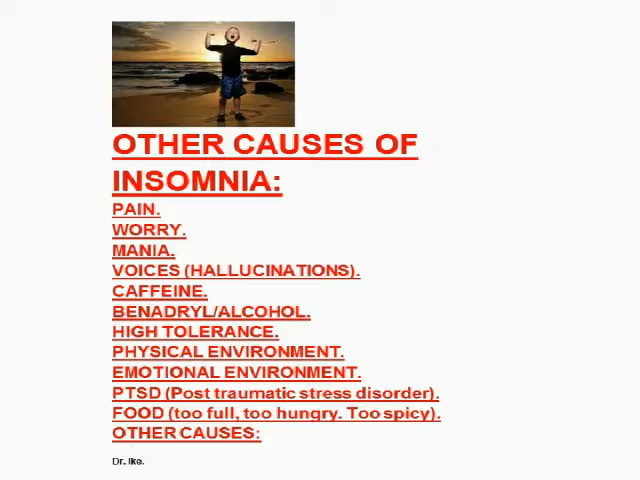 OTHER CAUSES OF
INSOMNIA:
PAIN.
WORRY.
MANIA.
VOICES (HALLUCINATIONS).
CAFFEINE.
BENADRYL/ALCOHOL.
HIGH TOLERANCE.
PHYSICAL ENVIRONMENT.
EMOTIONAL ENVIRONMENT.
PTSD (Post traumatic stress disorder).
FOOD (too full, too hungry. Too spicy).
OTHER CAUSES:
Dr. Ike.